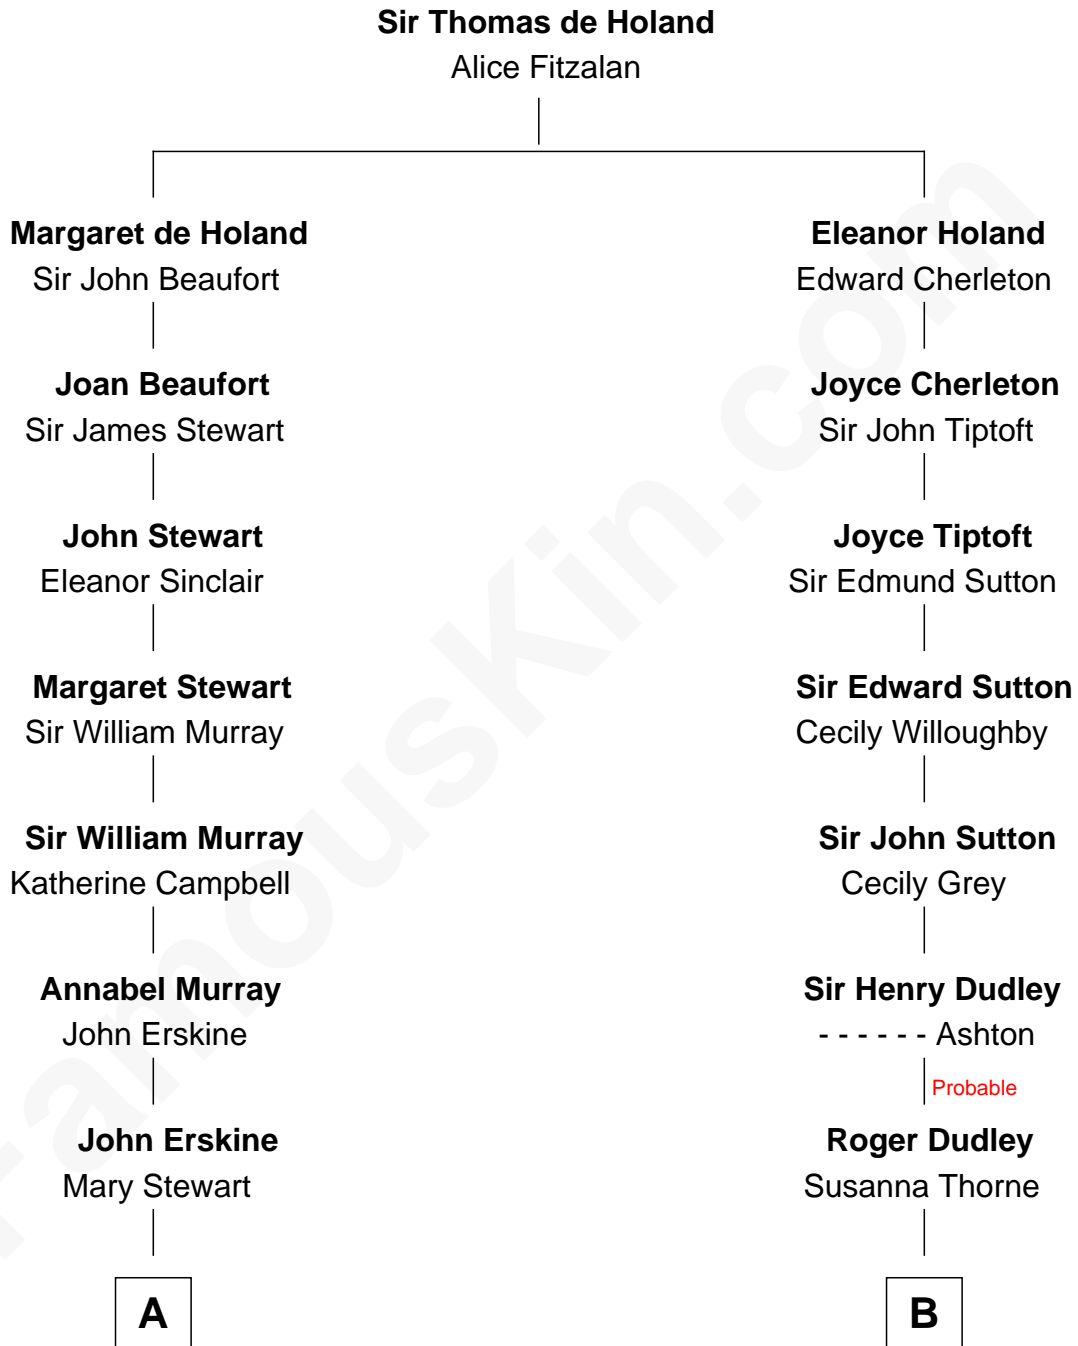 Sir Thomas de Holand
Alice Fitzalan
Margaret de Holand
Sir John Beaufort
Joan Beaufort
Sir James Stewart
John Stewart
Eleanor Sinclair
Margaret Stewart
Sir William Murray
Sir William Murray
Katherine Campbell
Annabel Murray
John Erskine
John Erskine
Mary Stewart
A
Eleanor Holand
Edward Cherleton
Joyce Cherleton
Sir John Tiptoft
Joyce Tiptoft
Sir Edmund Sutton
Sir Edward Sutton
Cecily Willoughby
Sir John Sutton
Cecily Grey
Sir Henry Dudley
- - - - - - Ashton
Probable
Roger Dudley
Susanna Thorne
B
FamousKin.com